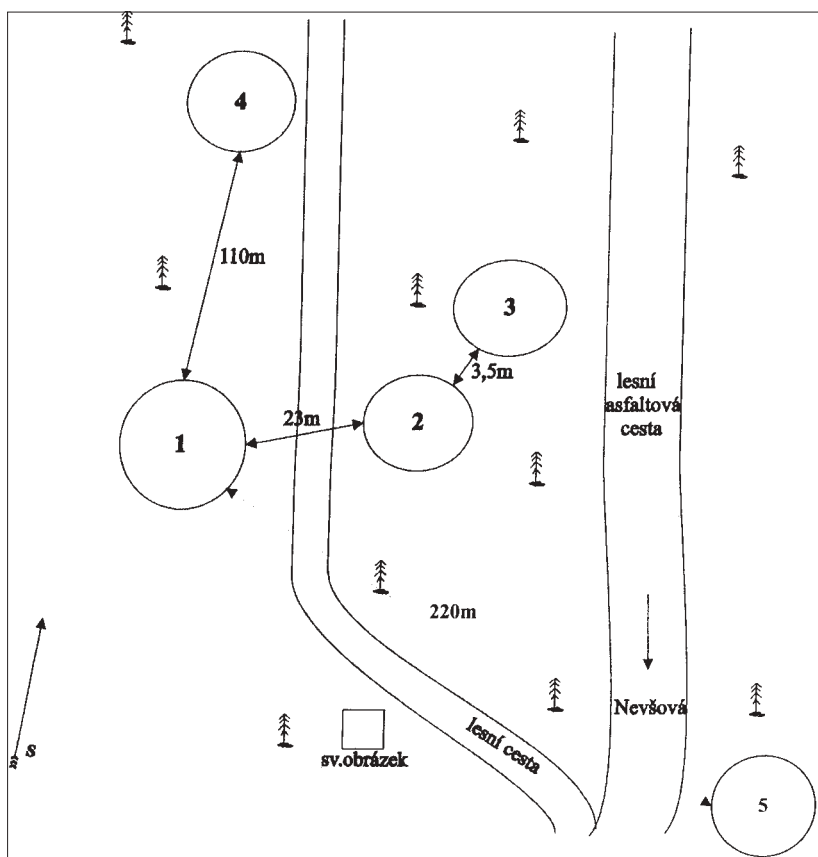 4
110m
3
3,5m
lesní
asfaltová
cesta
23m
2
1
220m
Nevšová
lesní cesta
s
sv.obrázek
5